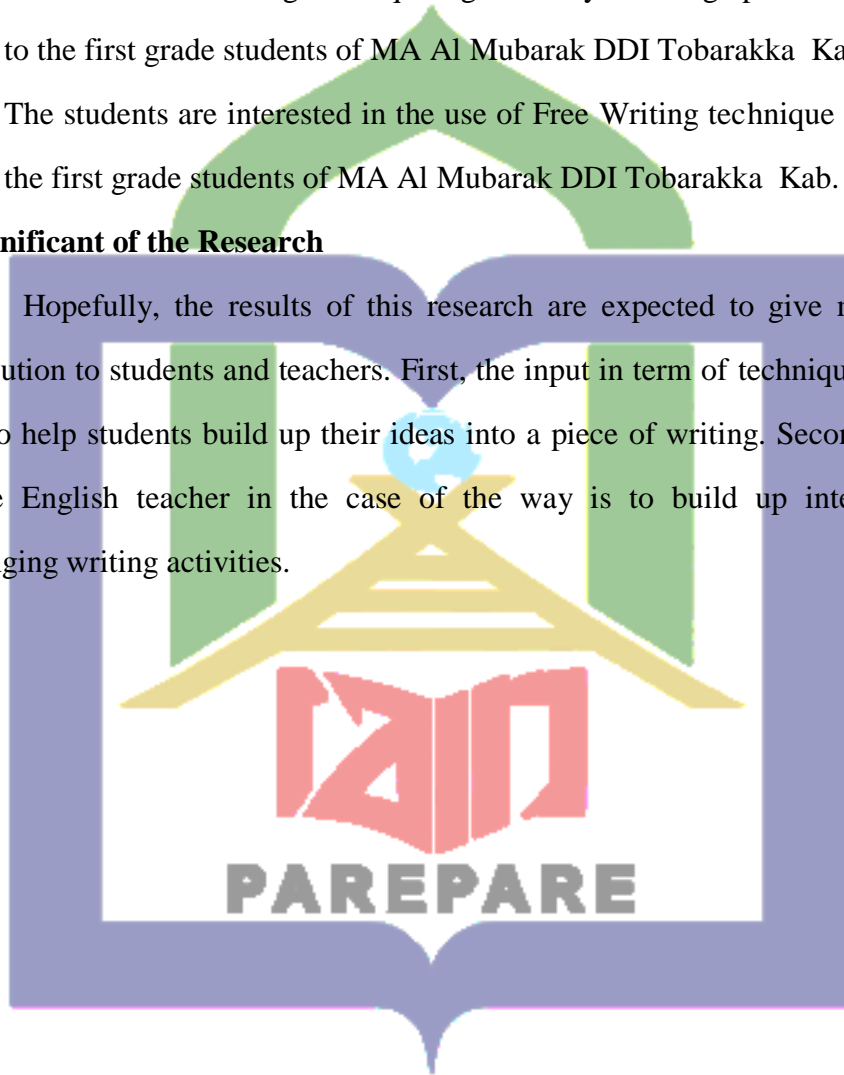 to the first grade students of MA Al Mubarak DDI Tobarakka Ka
The students are interested in the use of Free Writing technique
the first grade students of MA Al Mubarak DDI Tobarakka Kab.
nificant of the Research
Hopefully, the results of this research are expected to give
ution to students and teachers. First, the input in term of techniqu
o help students build up their ideas into a piece of writing. Secon
e English teacher in the case of the way is to build up inte
ging writing activities.
PAREPARE